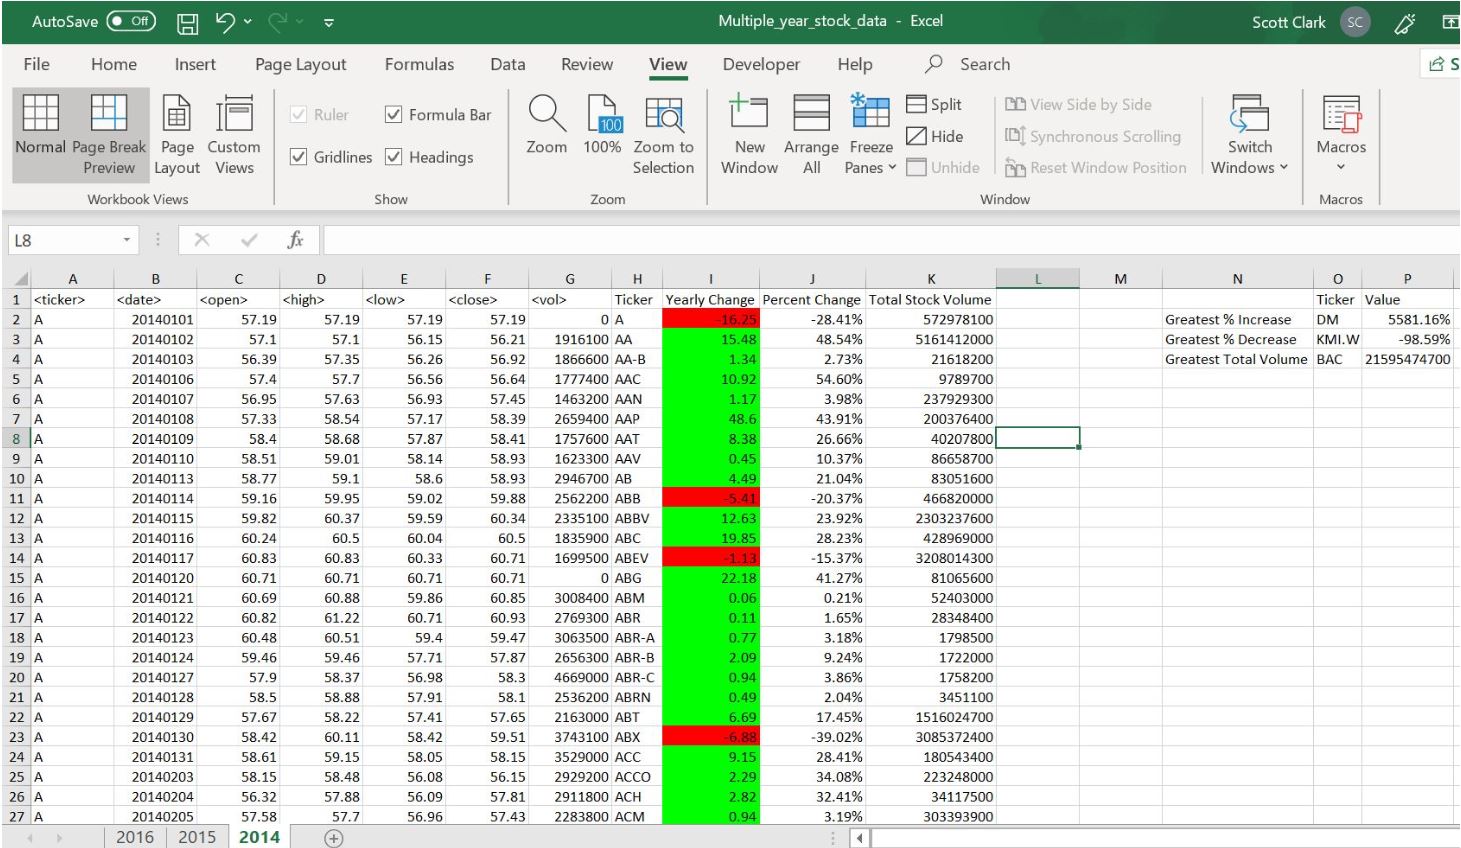 AutoSave Off Multiple_year_stock_data - Excel Scott Clark SC
File Home Insert Page Layout Formulas Data Review View Developer Help Search S
Normal Page Break Preview Page Layout Custom Views
Workbook Views
Ruler Formula Bar
Gridlines Headings
Show
Zoom 100 100% Zoom to Selection
Zoom
New Window Arrange All Freeze Panes
Split View Side by Side
Hide Synchronous Scrolling
Unhide Reset Window Position
Switch Windows
Window
Macros
Macros
L8 fx
A B C D E F G H I J K L M N O P
1 <ticker> <date> <open> <high> <low> <close> <vol> Ticker Yearly Change Percent Change Total Stock Volume Ticker Value
2 A 20140101 57.19 57.19 57.19 57.19 0 A -16.25 -28.41% 572978100 Greatest % Increase DM 5581.16%
3 A 20140102 57.1 57.1 56.15 56.21 1916100 AA 15.48 48.54% 5161412000 Greatest % Decrease KMI.W -98.59%
4 A 20140103 56.39 57.35 56.26 56.92 1866600 AA-B 1.34 2.73% 21618200 Greatest Total Volume BAC 21595474700
5 A 20140106 57.4 57.7 56.56 56.64 1777400 AAC 10.92 54.60% 9789700
6 A 20140107 56.95 57.63 56.93 57.45 1463200 AAN 1.17 3.98% 237929300
7 A 20140108 57.33 58.54 57.17 58.39 2659400 AAP 48.6 43.91% 200376400
8 A 20140109 58.4 58.68 57.87 58.41 1757600 AAT 8.38 26.66% 40207800
9 A 20140110 58.51 59.01 58.14 58.93 1623300 AAV 0.45 10.37% 86658700
10 A 20140113 58.77 59.1 58.6 58.93 2946700 AB 4.49 21.04% 83051600
11 A 20140114 59.16 59.95 59.02 59.88 2562200 ABB -5.41 -20.37% 466820000
12 A 20140115 59.82 60.37 59.59 60.34 2335100 ABBV 12.63 23.92% 2303237600
13 A 20140116 60.24 60.5 60.04 60.5 1835900 ABC 19.85 28.23% 428969000
14 A 20140117 60.83 60.83 60.33 60.71 1699500 ABEV -1.13 -15.37% 3208014300
15 A 20140120 60.71 60.71 60.71 60.71 0 ABG 22.18 41.27% 81065600
16 A 20140121 60.69 60.88 59.86 60.85 3008400 ABM 0.06 0.21% 52403000
17 A 20140122 60.82 61.22 60.71 60.93 2769300 ABR 0.11 1.65% 28348400
18 A 20140123 60.48 60.51 59.4 59.47 3063500 ABR-A 0.77 3.18% 1798500
19 A 20140124 59.46 59.46 57.71 57.87 2656300 ABR-B 2.09 9.24% 1722000
20 A 20140127 57.9 58.37 56.98 58.3 4669000 ABR-C 0.94 3.86% 1758200
21 A 20140128 58.5 58.88 57.91 58.1 2536200 ABRN 0.49 2.04% 3451100
22 A 20140129 57.67 58.22 57.41 57.65 2163000 ABT 6.69 17.45% 1516024700
23 A 20140130 58.42 60.11 58.42 59.51 3743100 ABX -6.88 -39.02% 3085372400
24 A 20140131 58.61 59.15 58.05 58.15 3529000 ACC 9.15 28.41% 180543400
25 A 20140203 58.15 58.48 56.08 56.15 2929200 ACCO 2.29 34.08% 223248000
26 A 20140204 56.32 57.88 56.09 57.81 2911800 ACH 2.82 32.41% 34117500
27 A 20140205 57.58 57.7 56.96 57.43 2283800 ACM 0.94 3.19% 303393900
2016 2015 2014